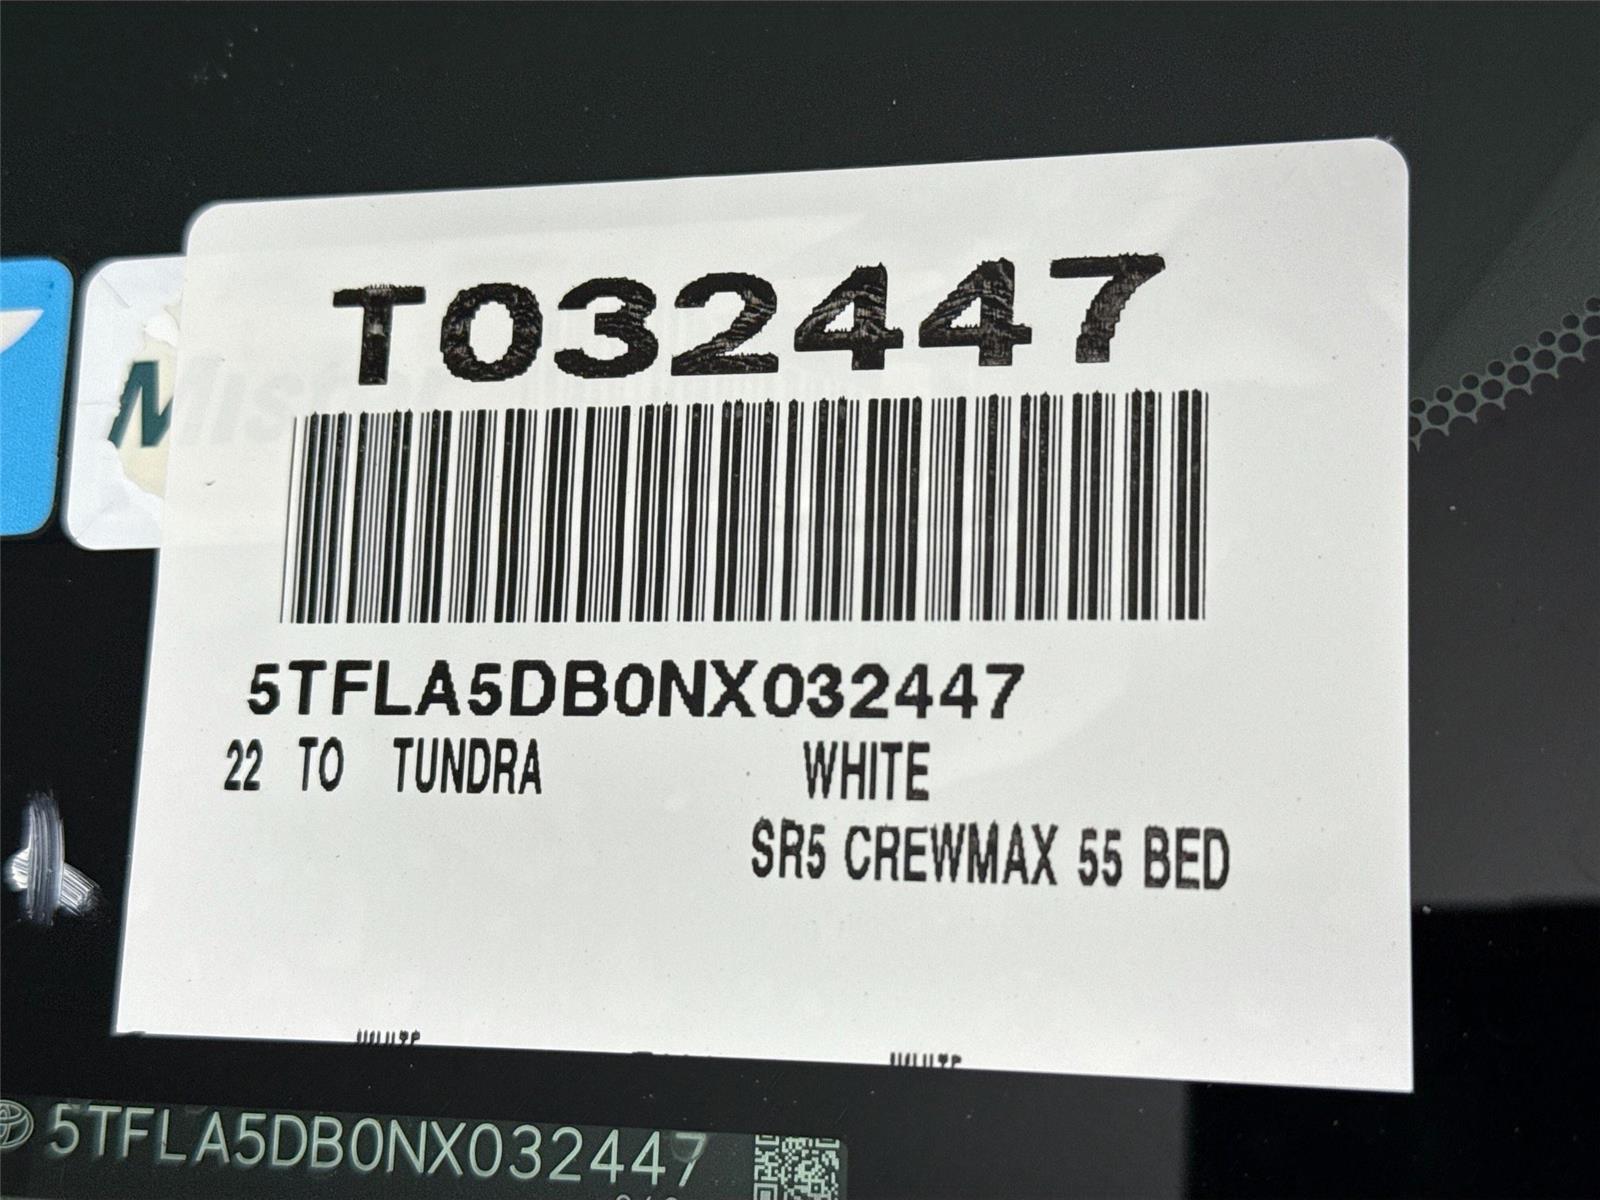 T032447
M
5TFLA5DB0NX032447
22 TO TUNDRA WHITE
SR5 CREWMAX 55 BED
5TFLA5DB0NX032447